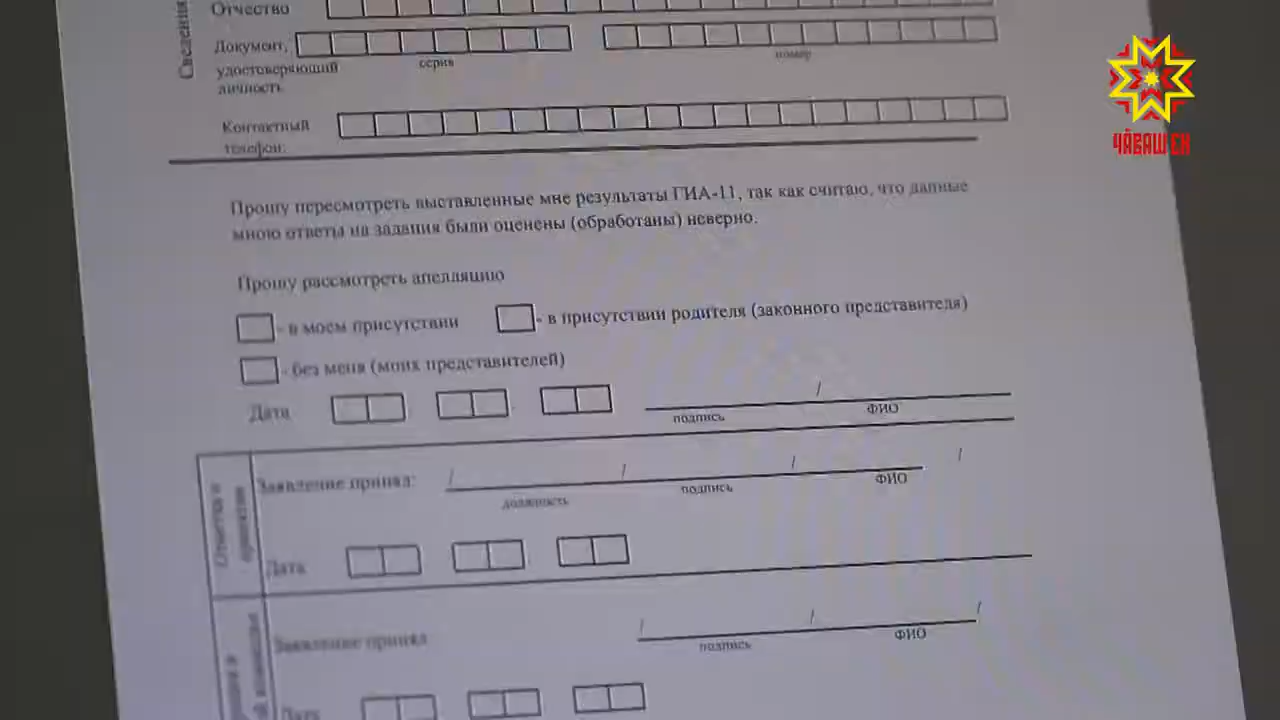 Сведения
Отчество
Документ,
удостоверяющий
личность
серия
номер
Контактный
телефон:
ЧӐВАШ ЕН
Прошу пересмотреть выставленные мне результаты ГИА-11, так как считаю, что данные
мною ответы на задания были оценены (обработаны) неверно.
Прошу рассмотреть апелляцию
- в моем присутствии
- в присутствии родителя (законного представителя)
- без меня (моих представителей)
Дата
/
подпись
ФИО
Отметка о
принятии
Заявление принял:
/ / / /
должность
подпись
ФИО
Дата
Заявление принял
/ / /
подпись
ФИО
Дата